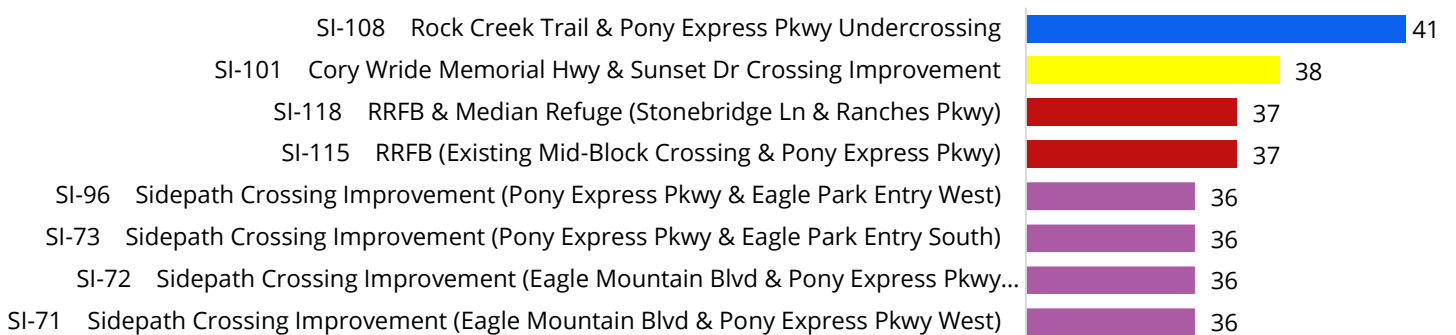 SI-108 Rock Creek Trail & Pony Express Pkwy Undercrossing 41
SI-101 Cory Wride Memorial Hwy & Sunset Dr Crossing Improvement 38
SI-118 RRFB & Median Refuge (Stonebridge Ln & Ranches Pkwy) 37
SI-115 RRFB (Existing Mid-Block Crossing & Pony Express Pkwy) 37
SI-96 Sidepath Crossing Improvement (Pony Express Pkwy & Eagle Park Entry West) 36
SI-73 Sidepath Crossing Improvement (Pony Express Pkwy & Eagle Park Entry South) 36
SI-72 Sidepath Crossing Improvement (Eagle Mountain Blvd & Pony Express Pkwy... 36
SI-71 Sidepath Crossing Improvement (Eagle Mountain Blvd & Pony Express Pkwy West) 36